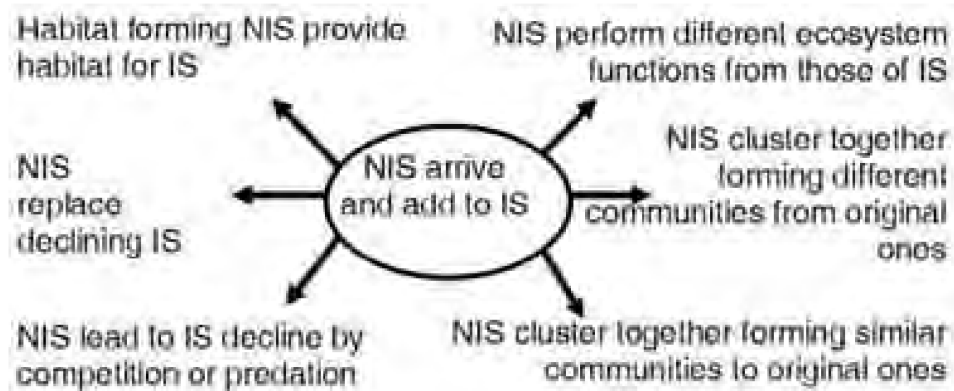 Habitat forming NIS provide
habitat for IS
NIS perform different ecosystem
functions from those of IS
NIS arrive
and add to IS
NIS
replace
declining IS
NIS cluster together
forming different
communities from original
ones
NIS lead to IS decline by
competition or predation
NIS cluster together forming similar
communities to original ones